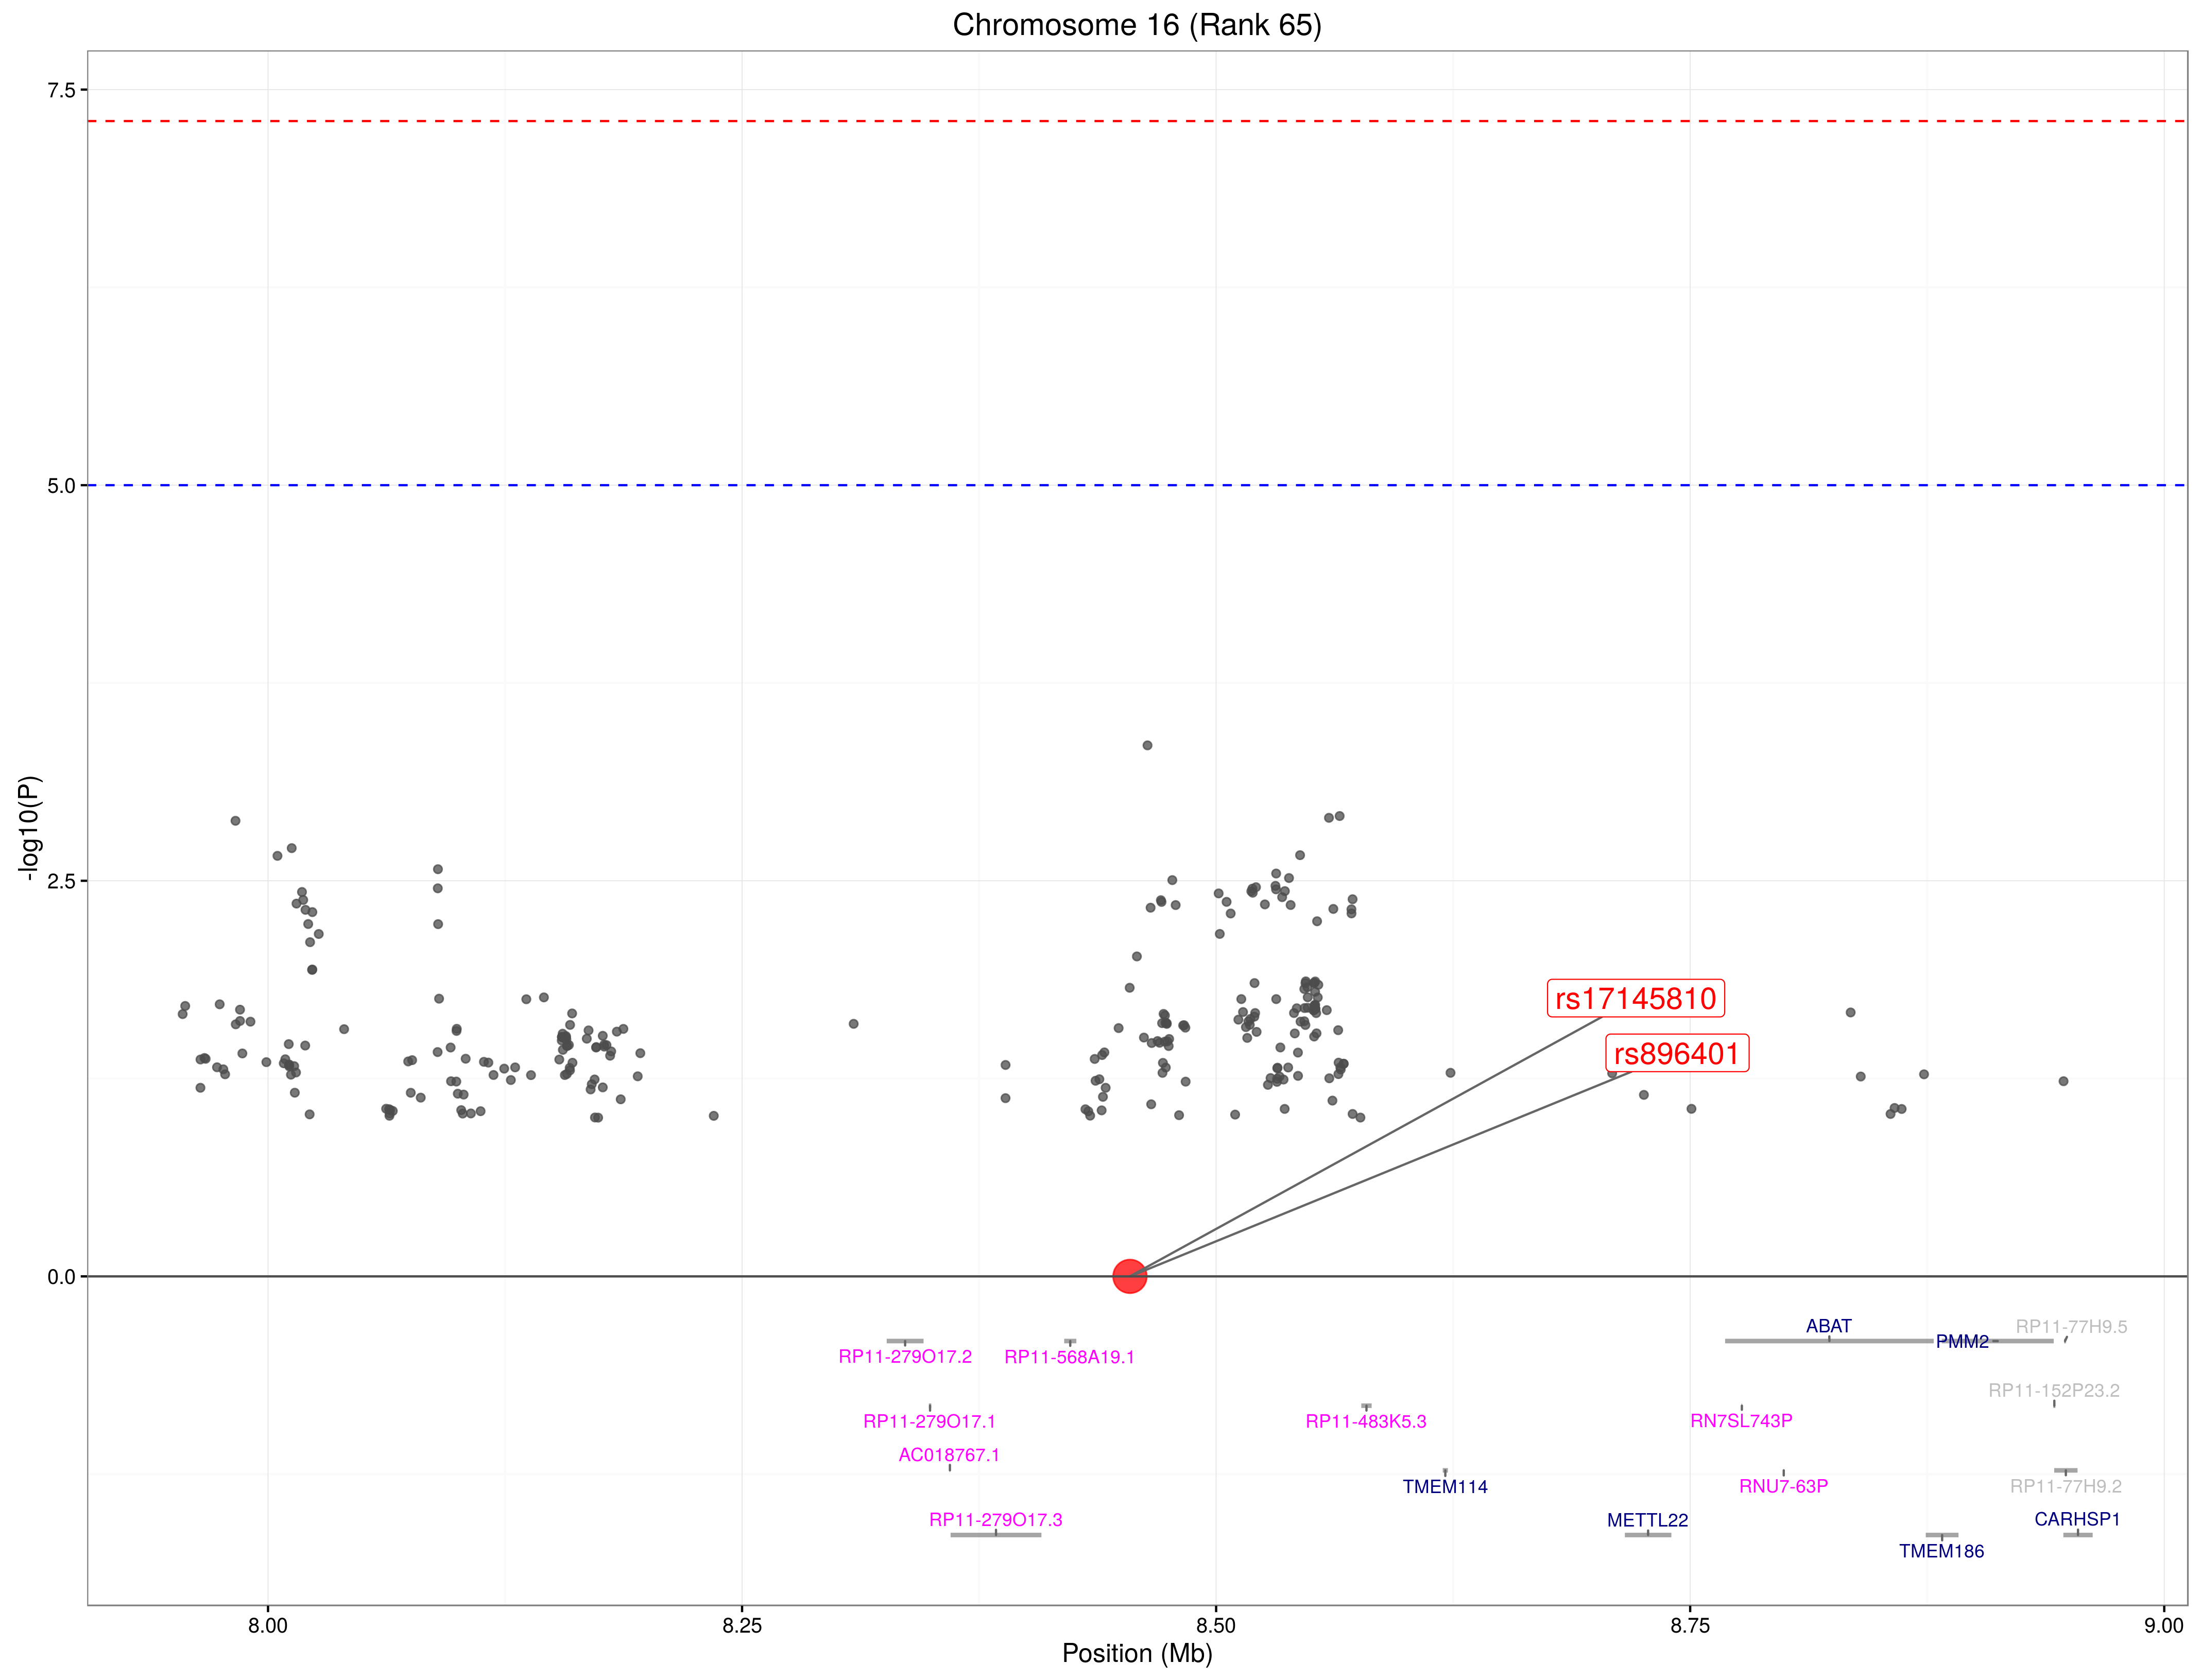 Chromosome 16 (Rank 65)
7.5
5.0
2.5
0.0
-log10(P)
rs17145810
rs896401
ABAT
PMM2
RP11-77H9.5
RP11-279O17.2
RP11-568A19.1
RP11-152P23.2
RP11-279O17.1
RP11-483K5.3
RN7SL743P
AC018767.1
TMEM114
RNU7-63P
RP11-77H9.2
RP11-279O17.3
METTL22
CARHSP1
TMEM186
8.00
8.25
8.50
8.75
9.00
Position (Mb)